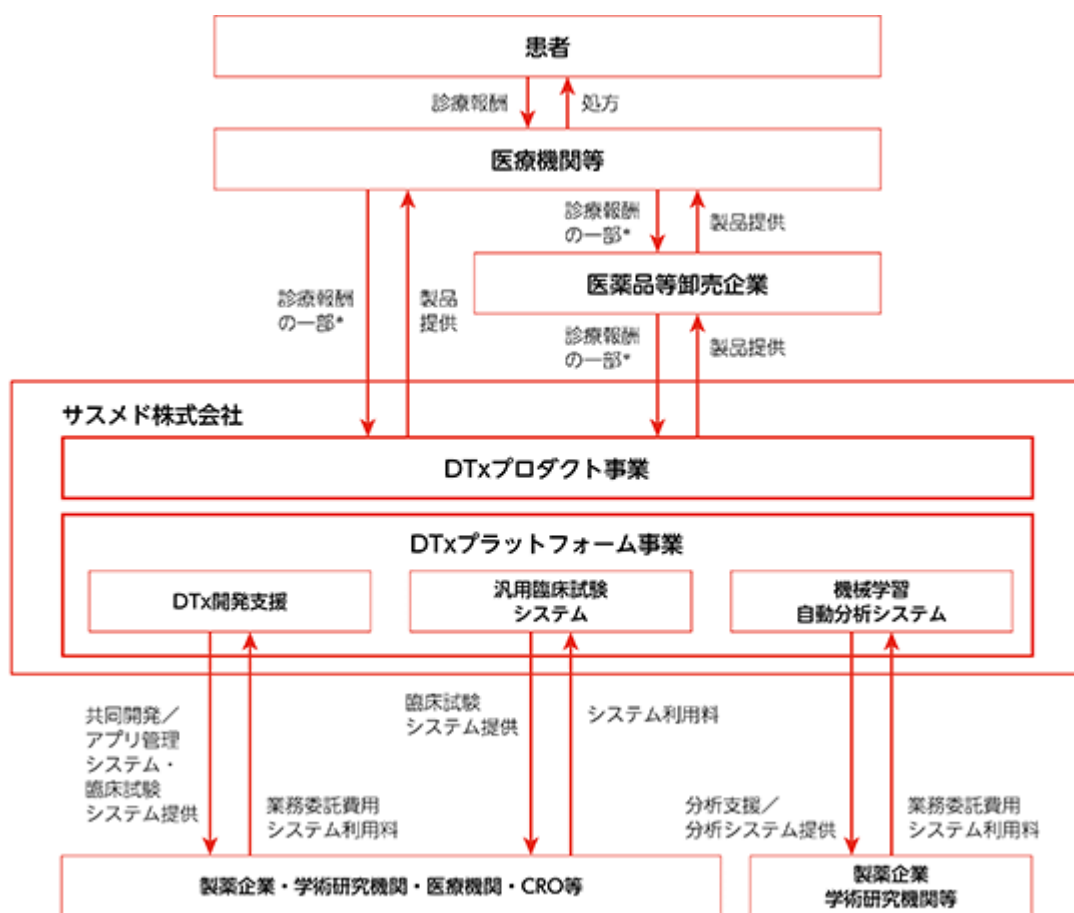 患者
診療報酬
処方
医療機関等
診療報酬
の一部*
製品提供
医薬品等卸売企業
診療報酬
の一部*
製品
提供
診療報酬
の一部*
製品提供
サスメド株式会社
DTxプロダクト事業
DTxプラットフォーム事業
DTx開発支援
汎用臨床試験
システム
機械学習
自動分析システム
共同開発/
アプリ管理
システム・
臨床試験
システム提供
業務委託費用
システム利用料
臨床試験
システム提供
システム利用料
分析支援/
分析システム提供
業務委託費用
システム利用料
製薬企業・学術研究機関・医療機関・CRO等
製薬企業
学術研究機関等